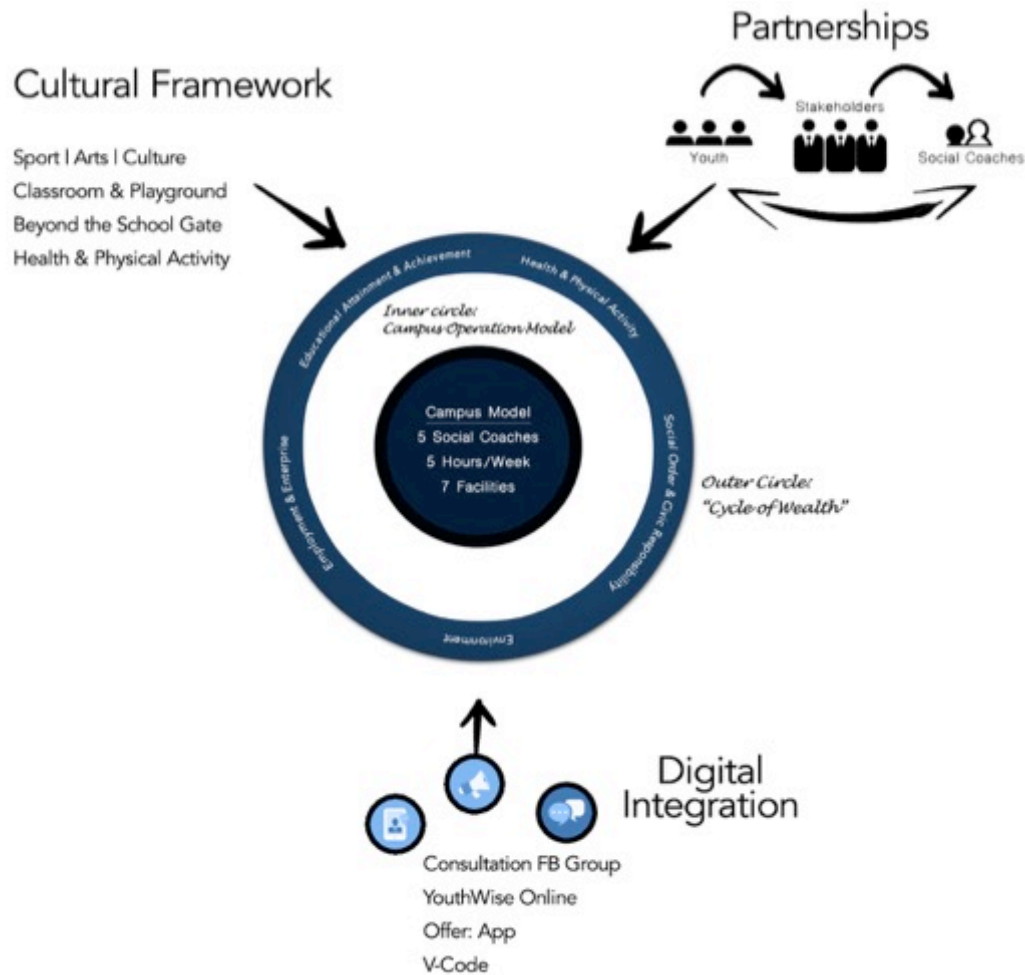 Partnerships
Cultural Framework
Stakeholders
Youth
Social Coaches
Sport | Arts | Culture
Classroom & Playground
Beyond the School Gate
Health & Physical Activity
Educational Attainment & Achievement
Health & Physical Activity
Inner circle:
Campus Operation Model
Campus Model
5 Social Coaches
5 Hours/Week
7 Facilities
Employment & Enterprise
Social Order & Civic Responsibility
Outer Circle:
"Cycle of Wealth"
Environment
Digital
Integration
Consultation FB Group
YouthWise Online
Offer: App
V-Code